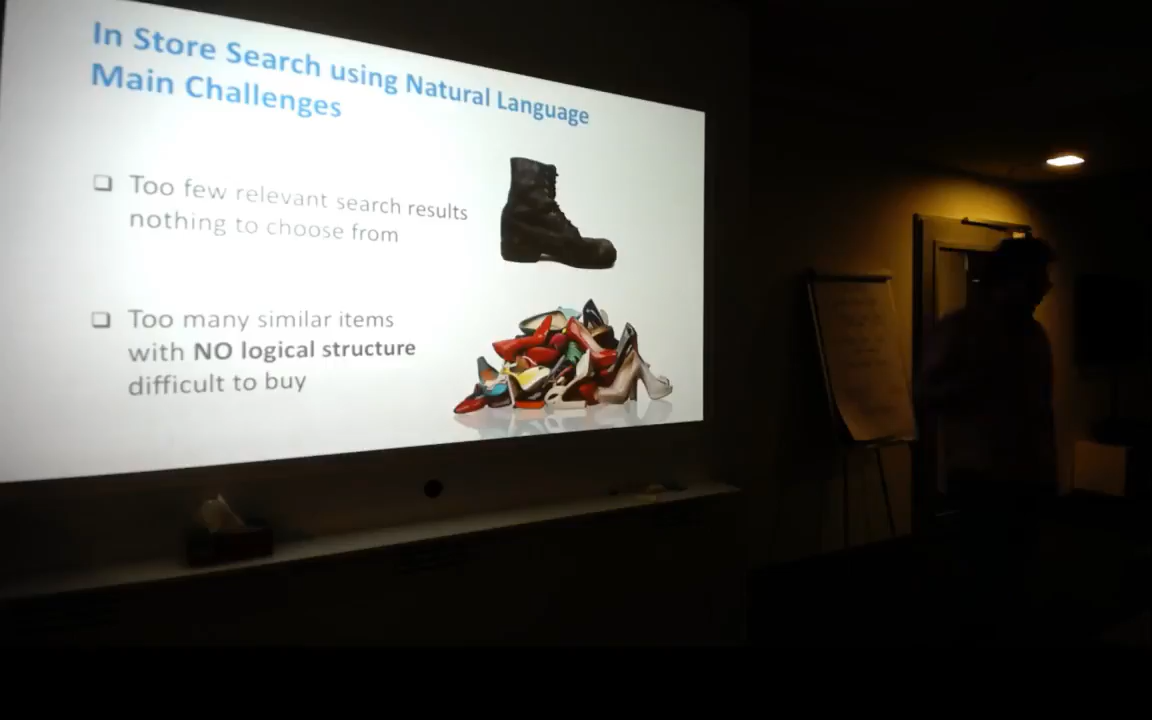 In Store Search using Natural Language
Main Challenges
Too few relevant search results
nothing to choose from
Too many similar items
with NO logical structure
difficult to buy